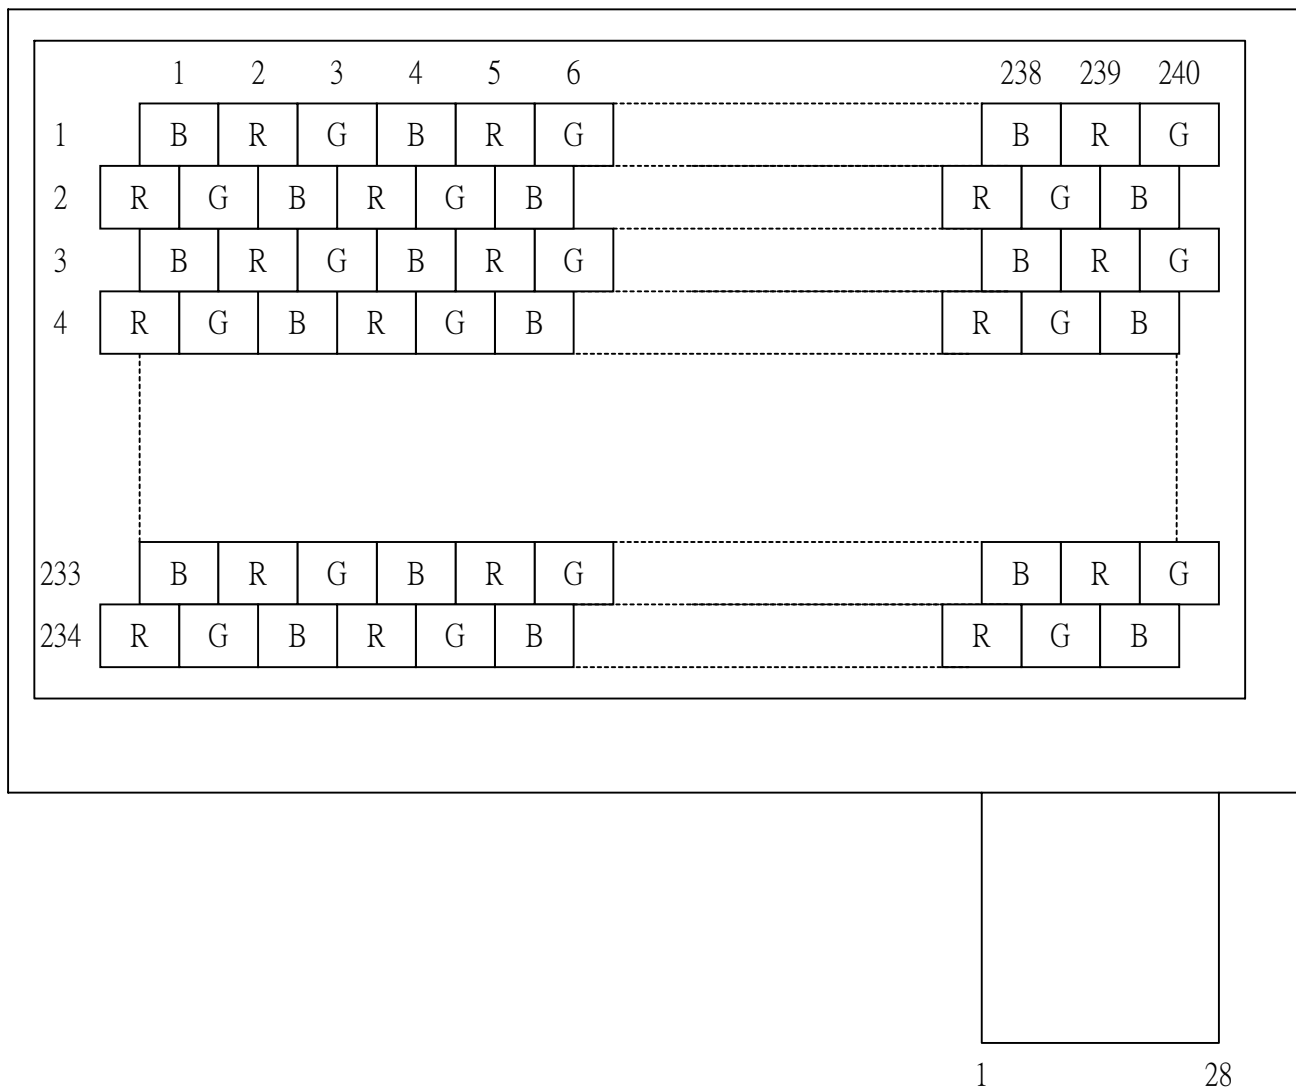 1 2 3 4 5 6 238 239 240
1 B R G B R G B R G
2 R G B R G B R G B
3 B R G B R G B R G
4 R G B R G B R G B
233 B R G B R G B R G
234 R G B R G B R G B
1 28